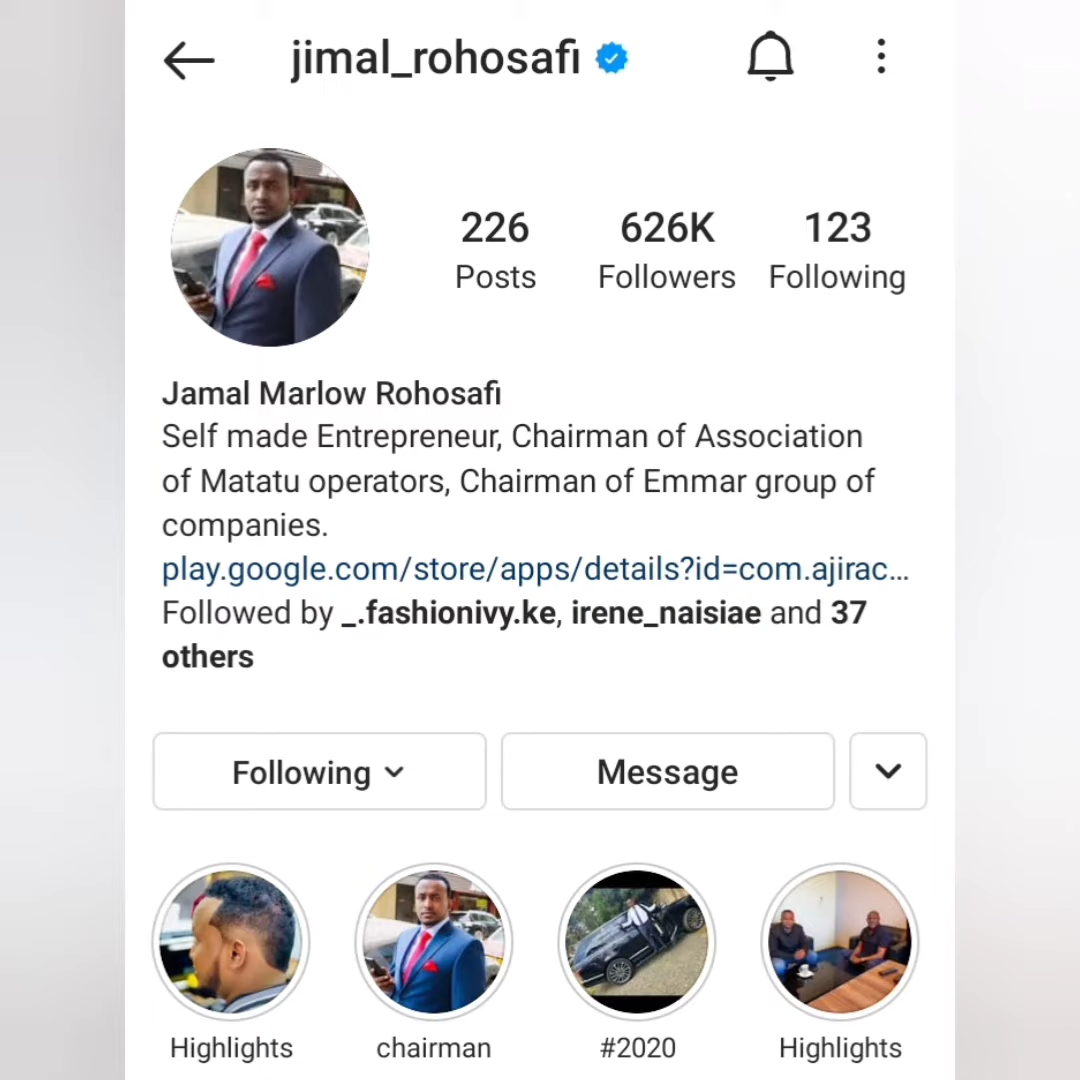 jimal_rohosafi
226 626K 123
Posts Followers Following
Jamal Marlow Rohosafi
Self made Entrepreneur, Chairman of Association
of Matatu operators, Chairman of Emmar group of
companies.
play.google.com/store/apps/details?id=com.ajirac...
Followed by _.fashionivy.ke, irene_naisiae and 37
others
Following Message
Highlights chairman #2020 Highlights